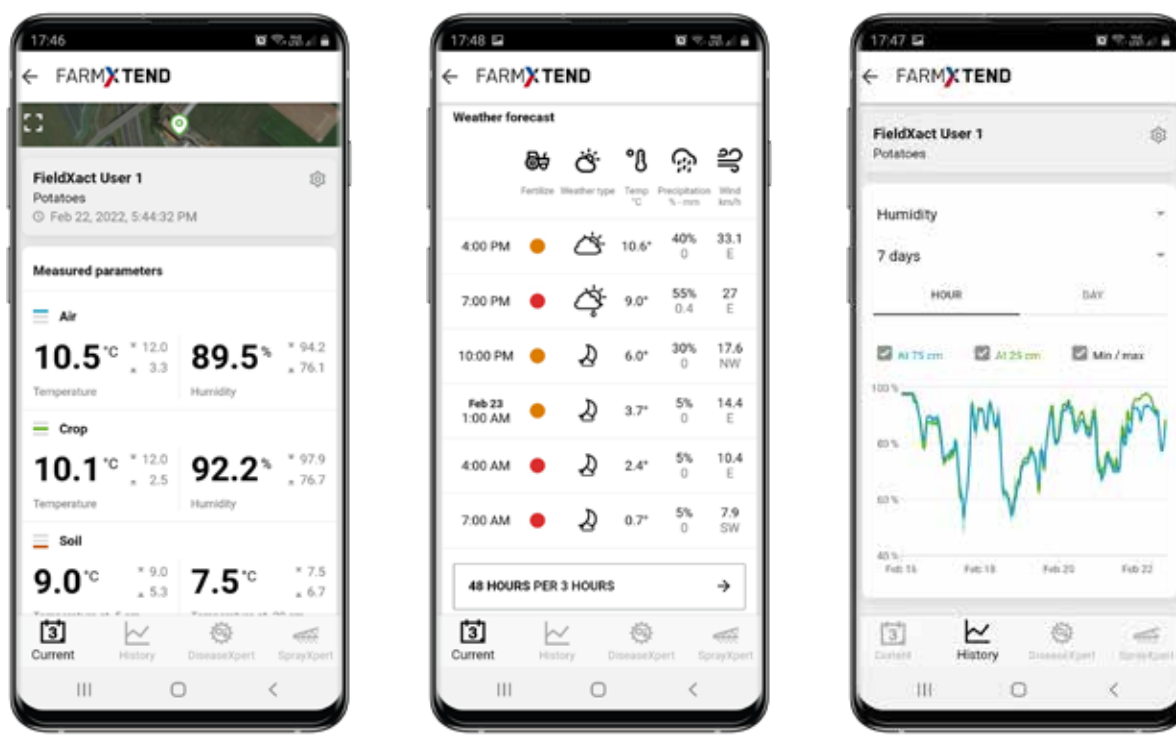 17:46
FARMXTEND
FieldXact User 1
Potatoes
Feb 22, 2022, 5:44:32 PM
Measured parameters
Air
10.5 °C 12.0 3.3 89.5 % 94.2 76.1
Temperature Humidity
Crop
10.1 °C 12.0 2.5 92.2 % 97.9 76.7
Temperature Humidity
Soil
9.0 °C 9.0 5.3 7.5 °C 7.5 6.7
3
Current History DiseaseXpert SprayXpert
17:48
FARMXTEND
Weather forecast
Fertilize Weather type Temp °C Precipitation % - mm Wind km/h
4:00 PM 10.6° 40% 0 33.1 E
7:00 PM 9.0° 55% 0.4 27 E
10:00 PM 6.0° 30% 0 17.6 NW
Feb 23
1:00 AM 3.7° 5% 0 14.4 E
4:00 AM 2.4° 5% 0 10.4 E
7:00 AM 0.7° 5% 0 7.9 SW
48 HOURS PER 3 HOURS
3
Current History DiseaseXpert SprayXpert
17:47
FARMXTEND
FieldXact User 1
Potatoes
Humidity
7 days
HOUR DAY
At 75 cm At 25 cm Min / max
100 %
80 %
60 %
40 %
Feb 16 Feb 18 Feb 20 Feb 22
3
Current History DiseaseXpert SprayXpert